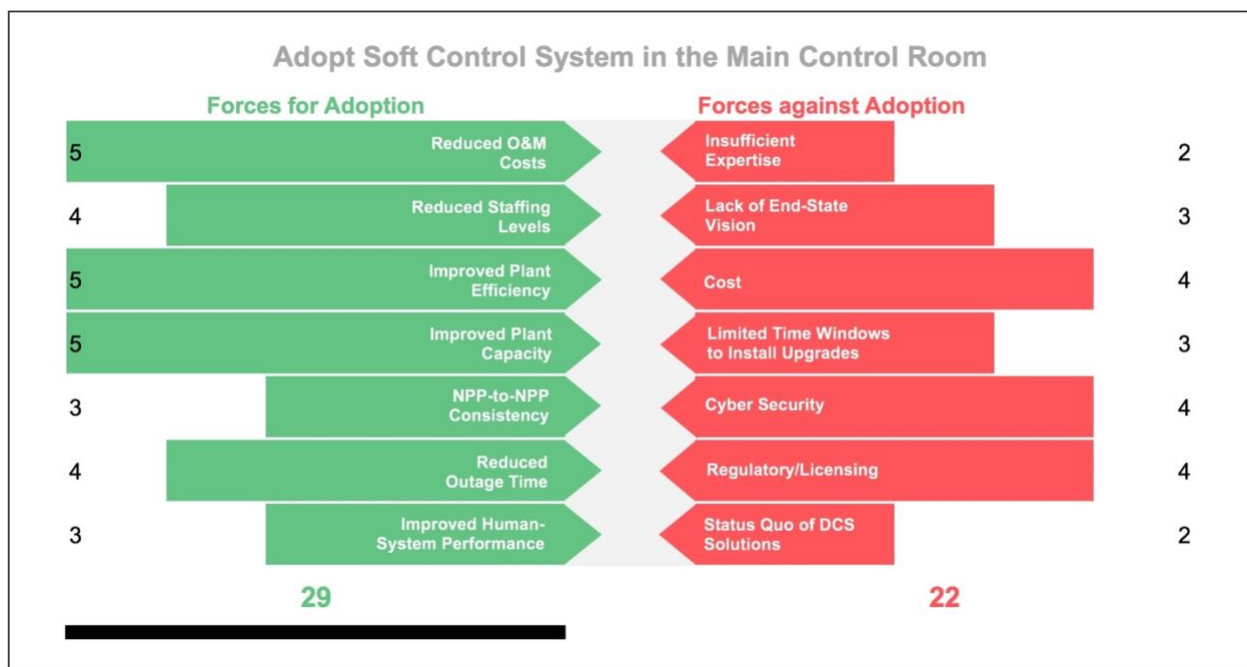 Adopt Soft Control System in the Main Control Room
Forces for Adoption
Forces against Adoption
5
Reduced O&M
Costs
Insufficient
Expertise
2
4
Reduced Staffing
Levels
Lack of End-State
Vision
3
5
Improved Plant
Efficiency
Cost
4
5
Improved Plant
Capacity
Limited Time Windows
to Install Upgrades
3
3
NPP-to-NPP
Consistency
Cyber Security
4
4
Reduced
Outage Time
Regulatory/Licensing
4
3
Improved Human-
System Performance
Status Quo of DCS
Solutions
2
29
22